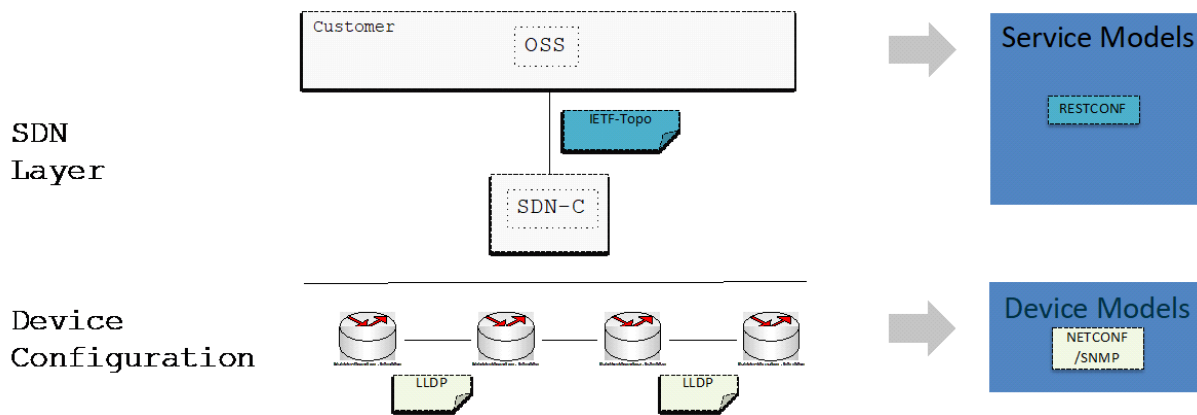 Customer
OSS
Service Models
RESTCONF
IETF-Topo
SDN
Layer
SDN-C
Device
Configuration
LLDP
LLDP
Device Models
NETCONF
/SNMP